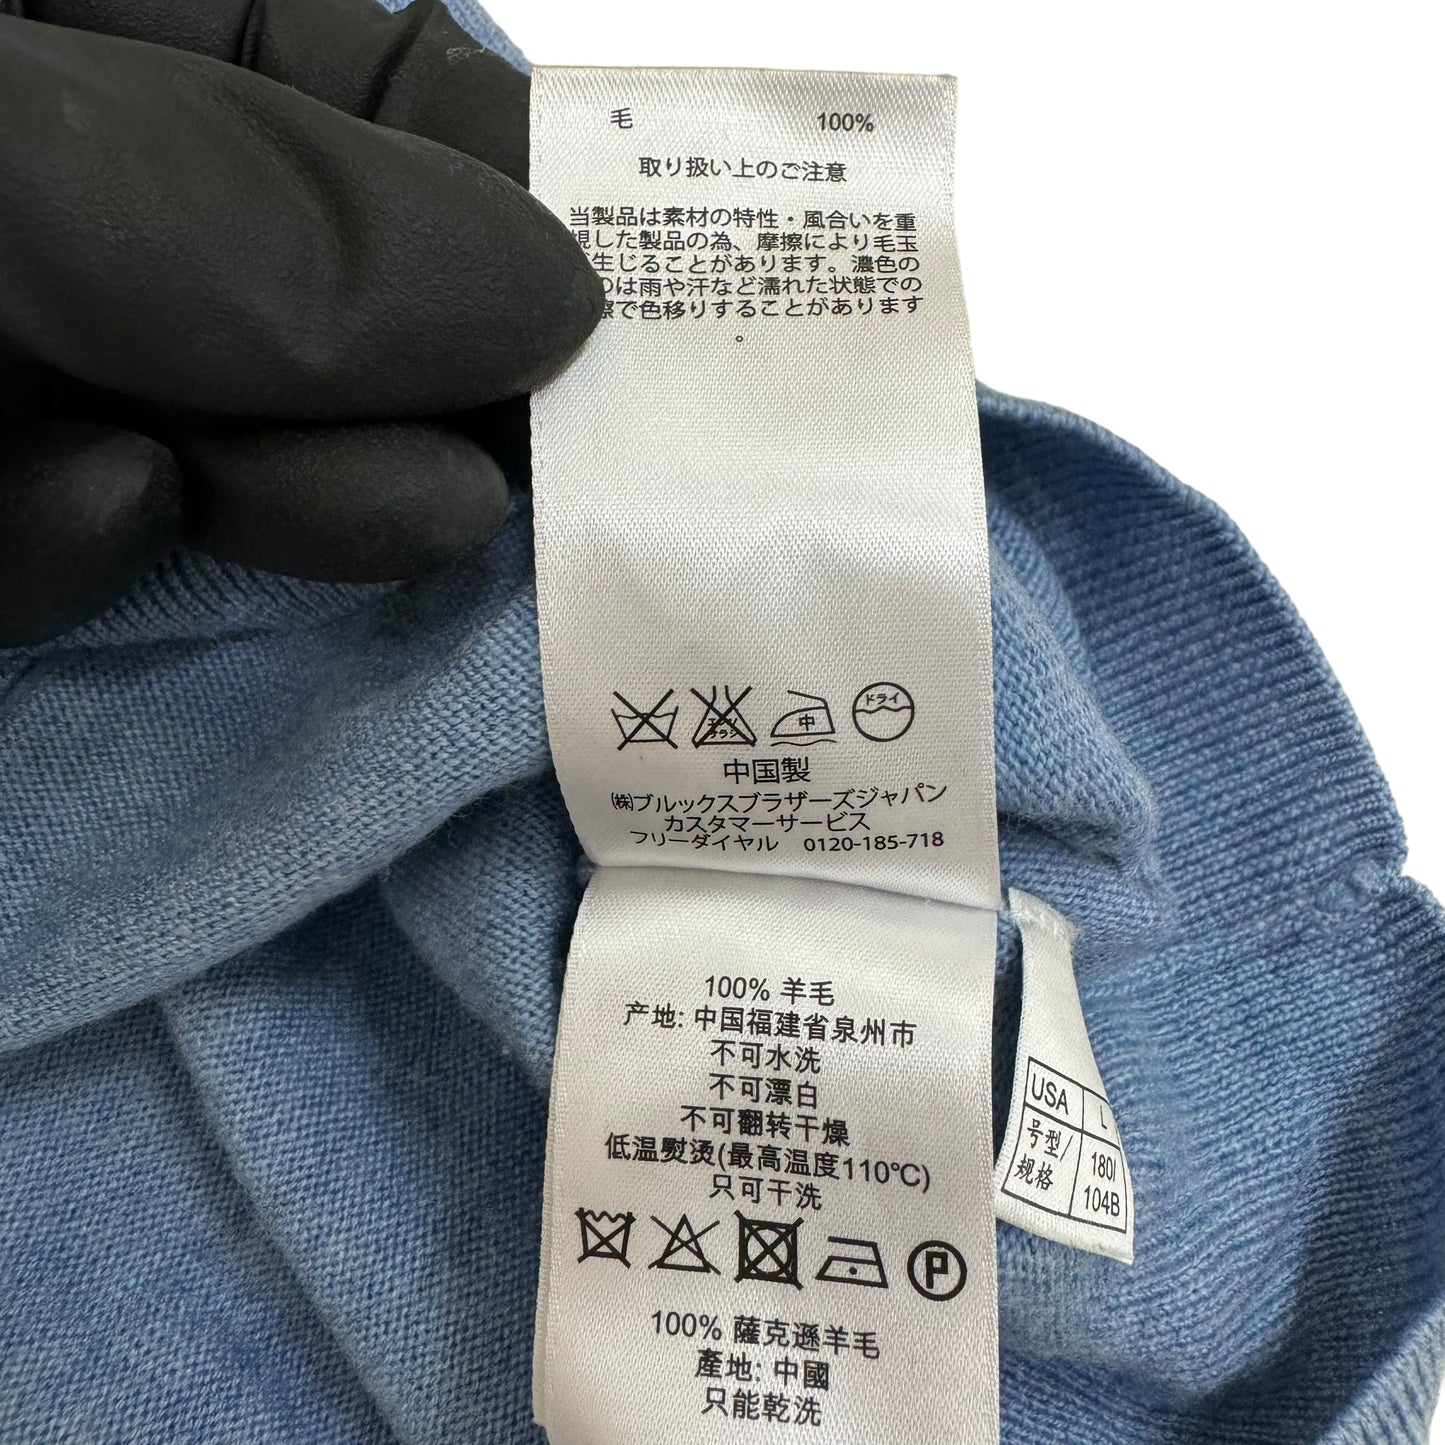 毛 100%
取り扱い上のご注意
当製品は素材の特性・風合いを重
視した製品の為、摩擦により毛玉
生じることがあります。濃色の
のは雨や汗など濡れた状態での
擦で色移りすることがあります
。
エンソ
サラシ
中
ドライ
中国製
㈱ブルックスブラザーズジャパン
カスタマーサービス
フリーダイヤル 0120-185-718
100% 羊毛
产地: 中国福建省泉州市
不可水洗
不可漂白
不可翻转干燥
低温熨烫(最高温度110℃)
只可干洗
P
100% 薩克遜羊毛
產地: 中國
只能乾洗
USA L
号型/
规格
180/
104B